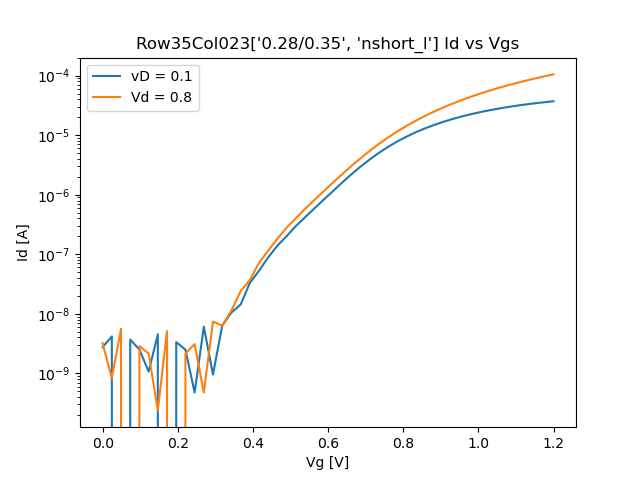 Row35Col023['0.28/0.35', 'nshort_l'] Id vs Vgs
vD = 0.1
Vd = 0.8
Id [A]
10⁻⁴
10⁻⁵
10⁻⁶
10⁻⁷
10⁻⁸
10⁻⁹
0.0 0.2 0.4 0.6 0.8 1.0 1.2
Vg [V]